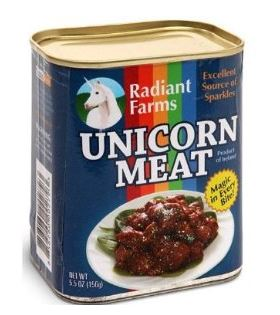 Radiant
Farms
Excellent
Source of
Sparkles
UNICORN
MEAT
Product
of Ireland
Magic
in Every
Bite!
NET WT
5.5 OZ (156g)